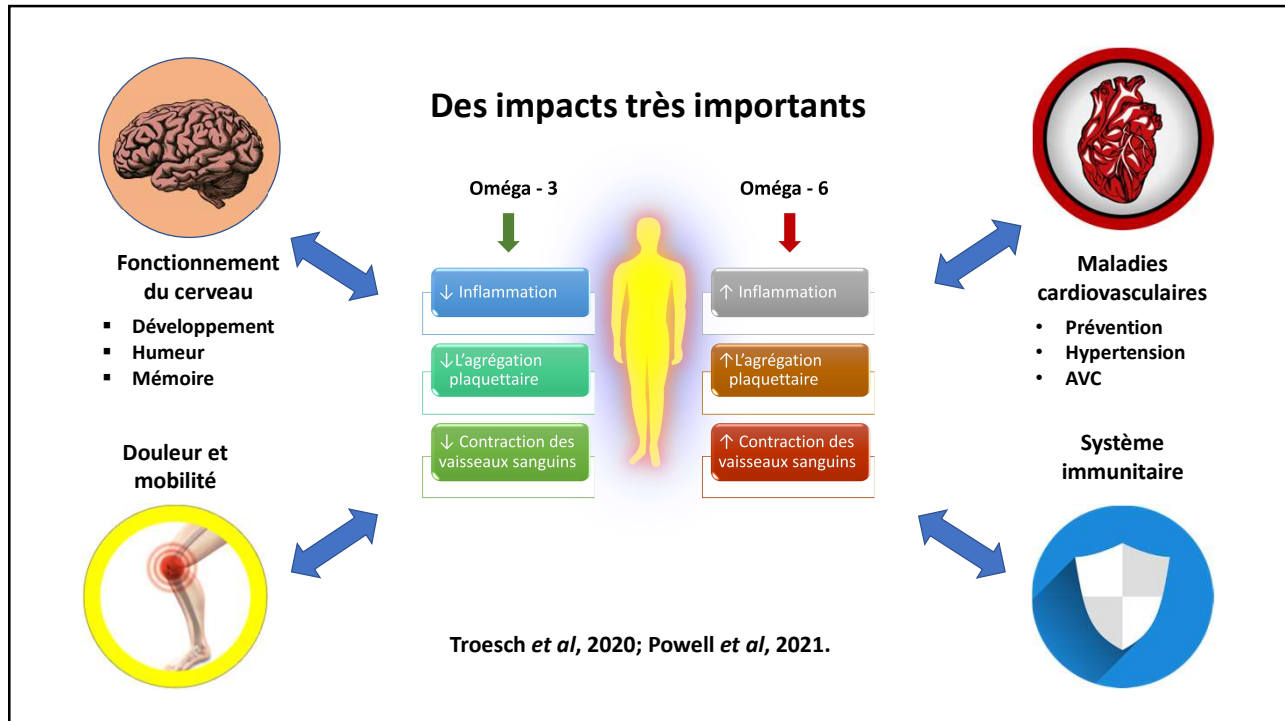 Des impacts très importants
Fonctionnement
du cerveau
▪ Développement
▪ Humeur
▪ Mémoire
Douleur et
mobilité
Oméga - 3
↓ Inflammation
↓L'agrégation
plaquettaire
↓ Contraction des
vaisseaux sanguins
Oméga - 6
↑ Inflammation
↑L'agrégation
plaquettaire
↑ Contraction des
vaisseaux sanguins
Maladies
cardiovasculaires
• Prévention
• Hypertension
• AVC
Système
immunitaire
Troesch et al, 2020; Powell et al, 2021.